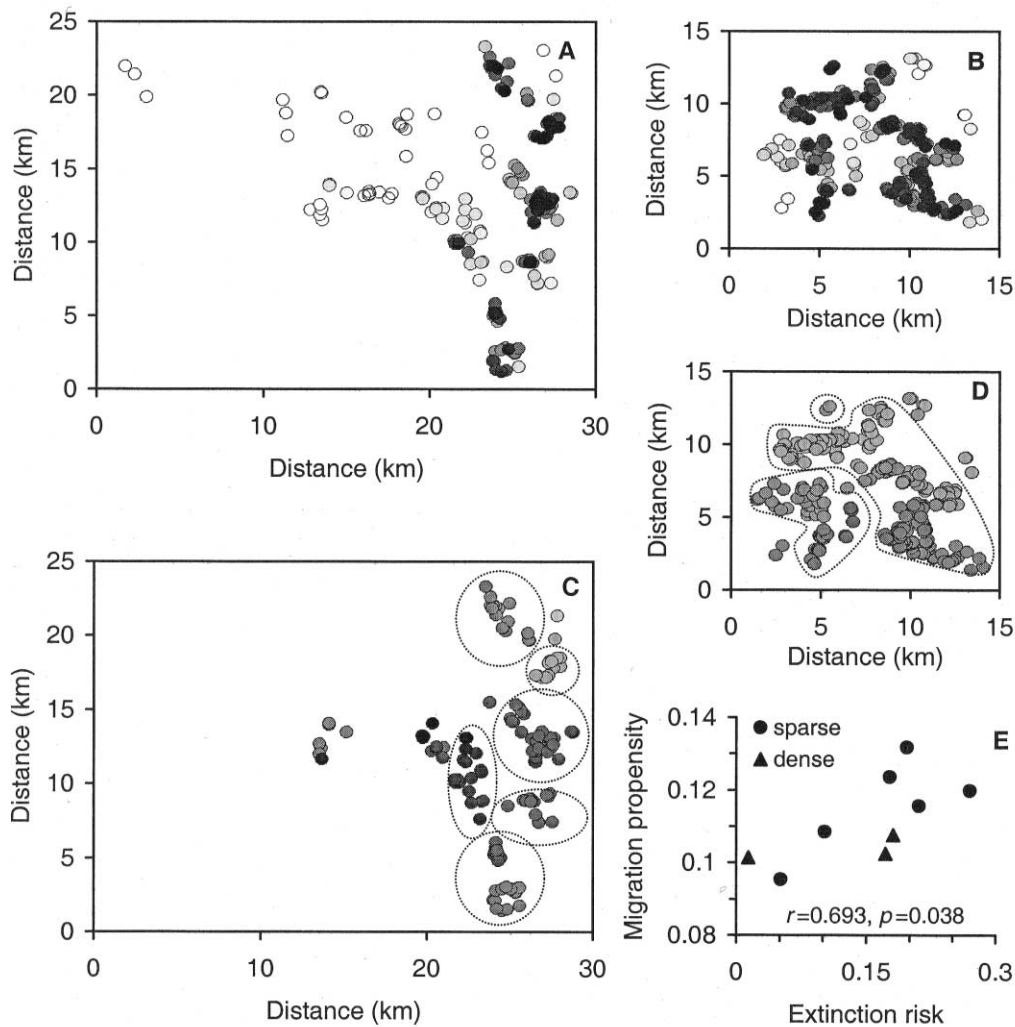 A
Distance (km)
25
20
15
10
5
0
0 10 20 30
Distance (km)
B
Distance (km)
15
10
5
0
5 10 15
Distance (km)
C
Distance (km)
25
20
15
10
5
0
0 10 20 30
Distance (km)
D
Distance (km)
15
10
5
0
5 10 15
Distance (km)
E
Migration propensity
0.14
0.12
0.1
0.08
sparse
dense
r=0.693, p=0.038
0 0.15 0.3
Extinction risk